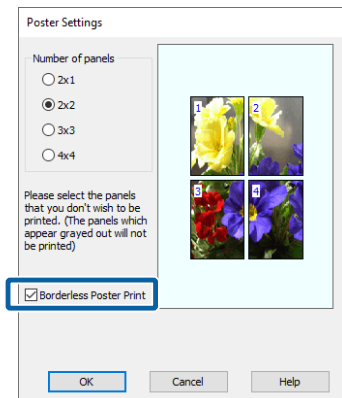 Poster Settings
Number of panels
2x1
2x2
3x3
4x4
1
2
3
4
Please select the panels
that you don't wish to be
printed. (The panels which
appear grayed out will not
be printed)
Borderless Poster Print
OK
Cancel
Help